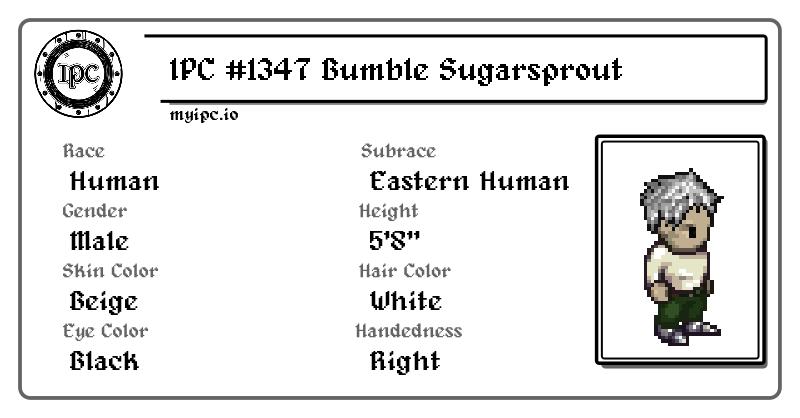 IPC
IPC #1347 Bumble Sugarsprout
myipc.io
Race
Human
Subrace
Eastern Human
Gender
Male
Height
5'8"
Skin Color
Beige
Hair Color
White
Eye Color
Black
Handedness
Right